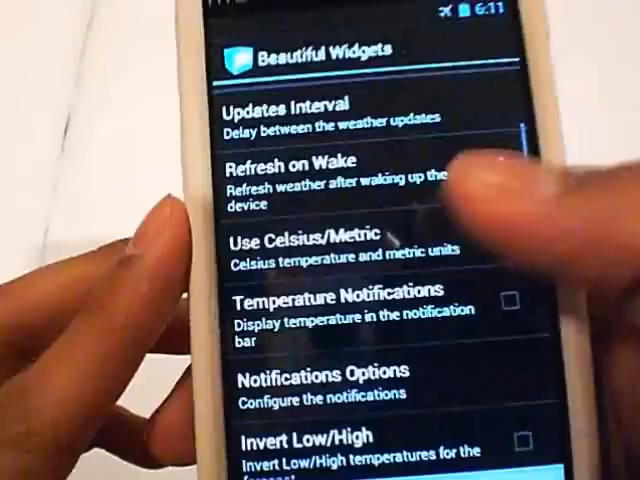 6:11
Beautiful Widgets
Updates Interval
Delay between the weather updates
Refresh on Wake
Refresh weather after waking up the
device
Use Celsius/Metric
Celsius temperature and metric units
Temperature Notifications
Display temperature in the notification
bar
Notifications Options
Configure the notifications
Invert Low/High
Invert Low/High temperatures for the